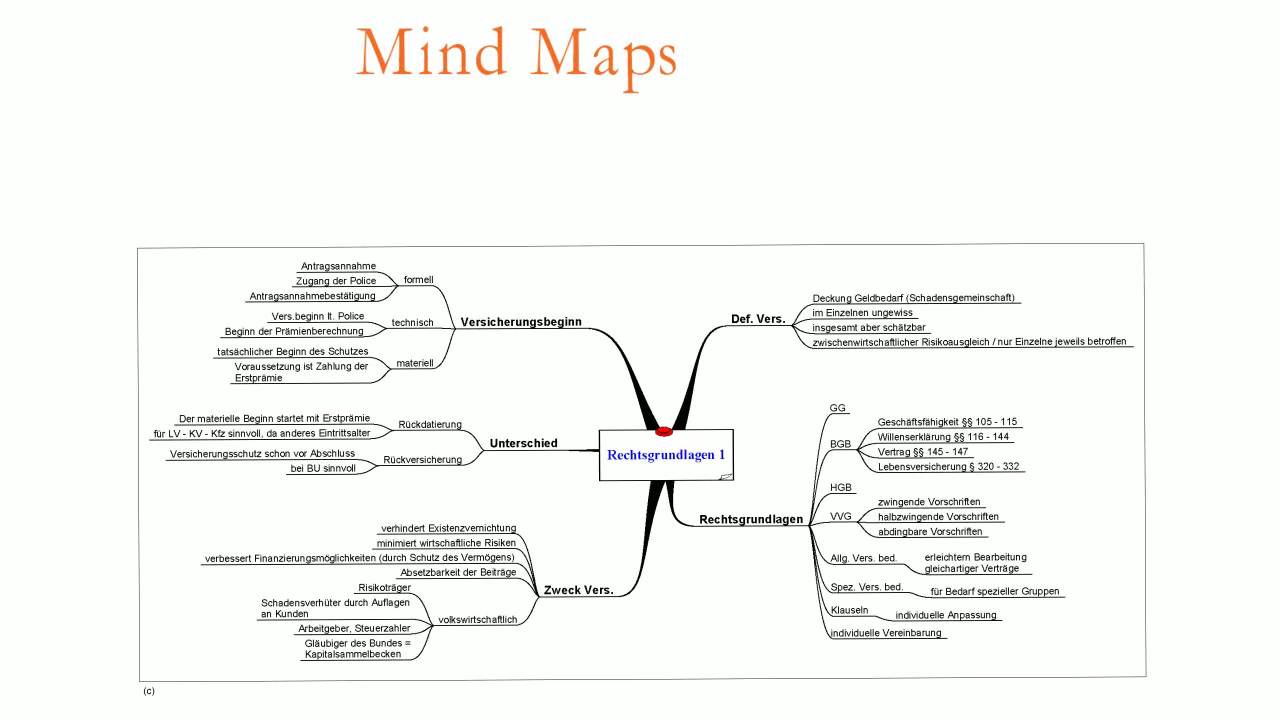 Mind Maps
Antragsannahme
Zugang der Police
Antragsannahmebestätigung
formell
Vers.beginn lt. Police
Beginn der Prämienberechnung
technisch
tatsächlicher Beginn des Schutzes
Voraussetzung ist Zahlung der
Erstprämie
materiell
Versicherungsbeginn
Der materielle Beginn startet mit Erstprämie
für LV - KV - Kfz sinnvoll, da anderes Eintrittsalter
Rückdatierung
Versicherungsschutz schon vor Abschluss
bei BU sinnvoll
Rückversicherung
Unterschied
verhindert Existenzvernichtung
minimiert wirtschaftliche Risiken
verbessert Finanzierungsmöglichkeiten (durch Schutz des Vermögens)
Absetzbarkeit der Beiträge
Risikoträger
Schadensverhüter durch Auflagen
an Kunden
Arbeitgeber, Steuerzahler
Gläubiger des Bundes =
Kapitalsammelbecken
volkswirtschaftlich
Zweck Vers.
Rechtsgrundlagen 1
Def. Vers.
Deckung Geldbedarf (Schadensgemeinschaft)
im Einzelnen ungewiss
insgesamt aber schätzbar
zwischenwirtschaftlicher Risikoausgleich / nur Einzelne jeweils betroffen
Rechtsgrundlagen
GG
BGB
Geschäftsfähigkeit §§ 105 - 115
Willenserklärung §§ 116 - 144
Vertrag §§ 145 - 147
Lebensversicherung § 320 - 332
HGB
VVG
zwingende Vorschriften
halbzwingende Vorschriften
abdingbare Vorschriften
Allg. Vers. bed.
erleichtern Bearbeitung
gleichartiger Verträge
Spez. Vers. bed.
für Bedarf spezieller Gruppen
Klauseln
individuelle Anpassung
individuelle Vereinbarung
(c)